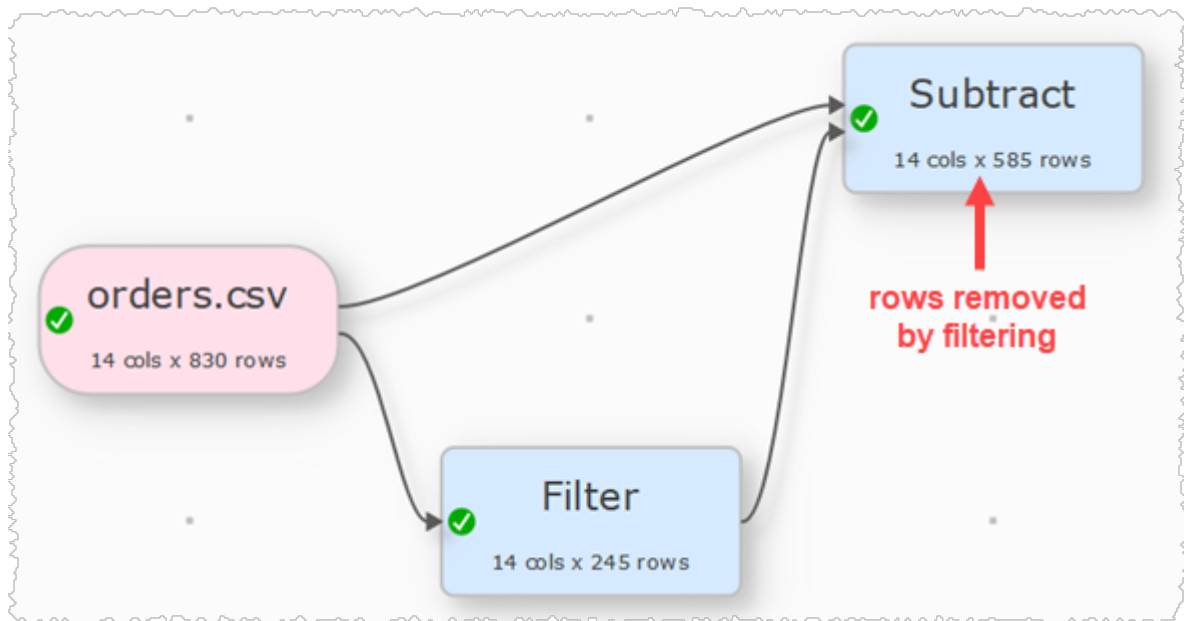 Subtract
14 cols x 585 rows
orders.csv
14 cols x 830 rows
rows removed
by filtering
Filter
14 cols x 245 rows